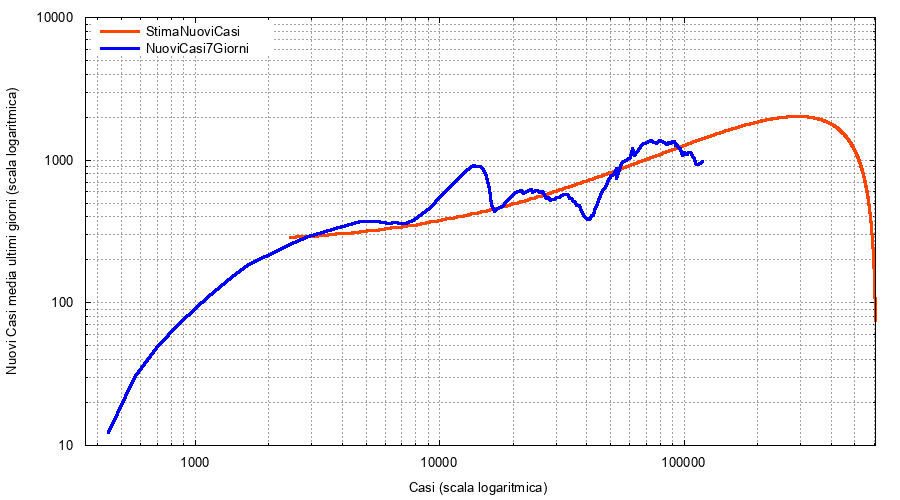 10000
StimaNuoviCasi
NuoviCasi7Giorni
1000
100
10
Nuovi Casi media ultimi giorni (scala logaritmica)
1000
10000
100000
Casi (scala logaritmica)